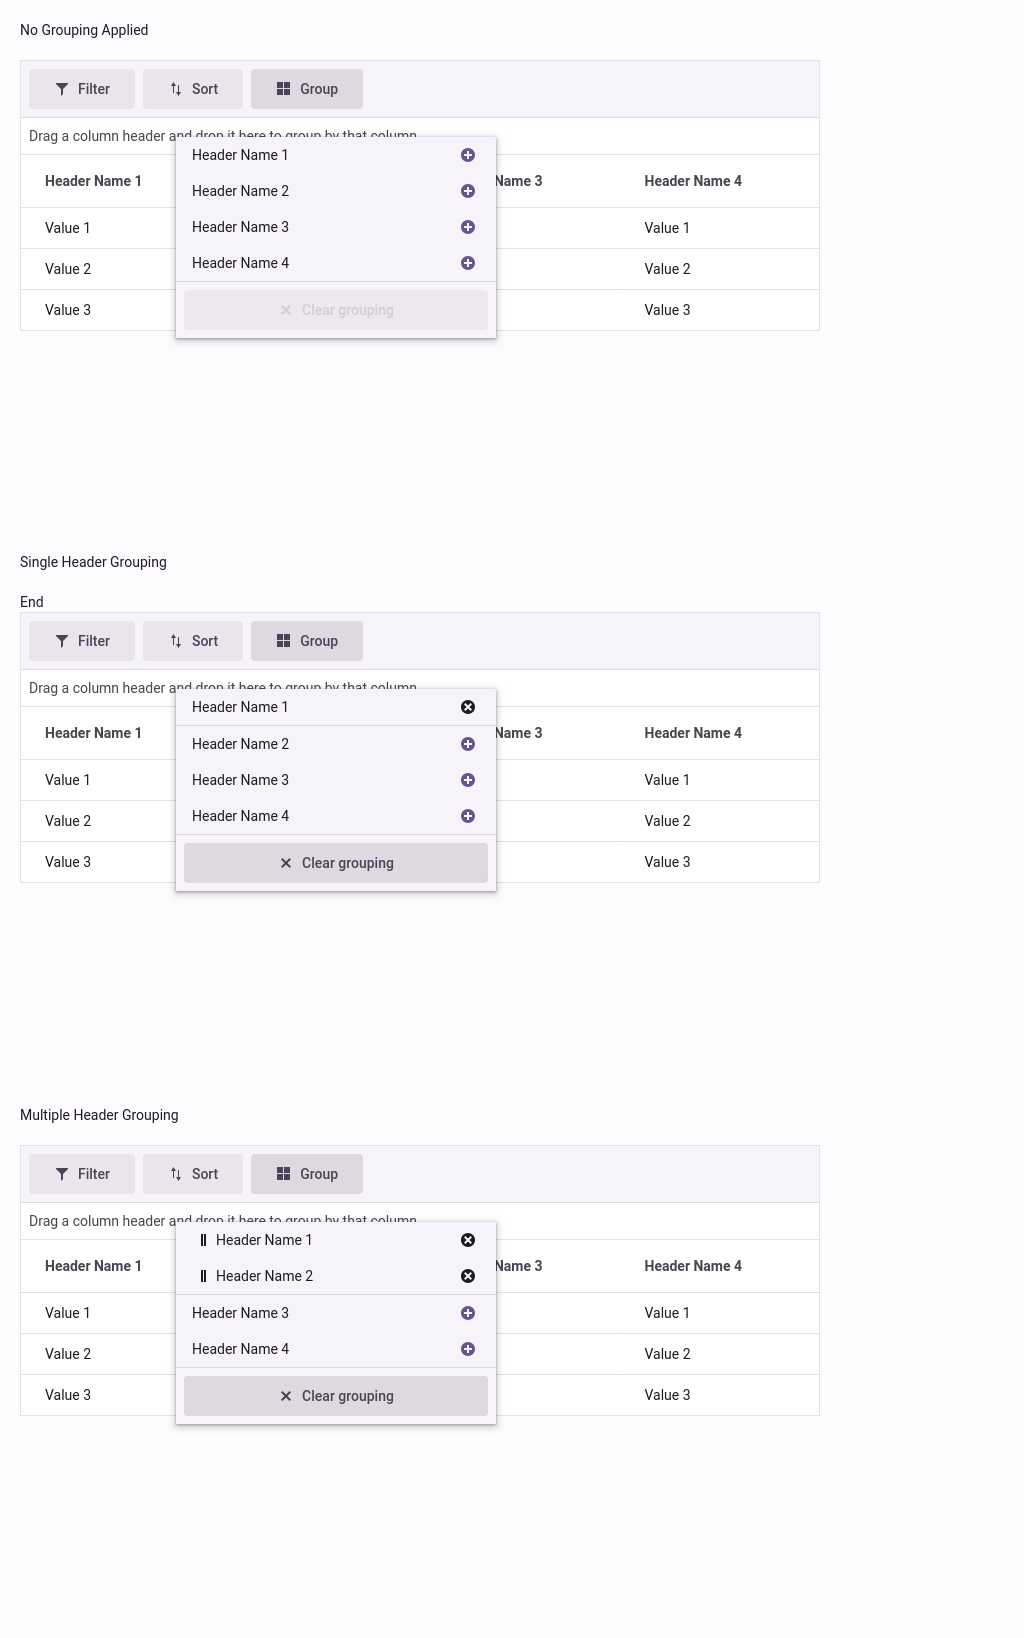 No Grouping Applied
Filter Sort Group
Drag a column header and drop it here to group by that column
Header Name 1
Header Name 1 Name 3 Header Name 4
Header Name 2
Value 1 Header Name 3 Value 1
Value 2 Header Name 4 Value 2
Value 3 Clear grouping Value 3
Single Header Grouping
End
Filter Sort Group
Drag a column header and drop it here to group by that column
Header Name 1
Header Name 1 Name 3 Header Name 4
Header Name 2
Value 1 Header Name 3 Value 1
Value 2 Header Name 4 Value 2
Value 3 Clear grouping Value 3
Multiple Header Grouping
Filter Sort Group
Drag a column header and drop it here to group by that column
Header Name 1
Header Name 1 Name 3 Header Name 4
Header Name 2
Value 1 Header Name 3 Value 1
Value 2 Header Name 4 Value 2
Value 3 Clear grouping Value 3